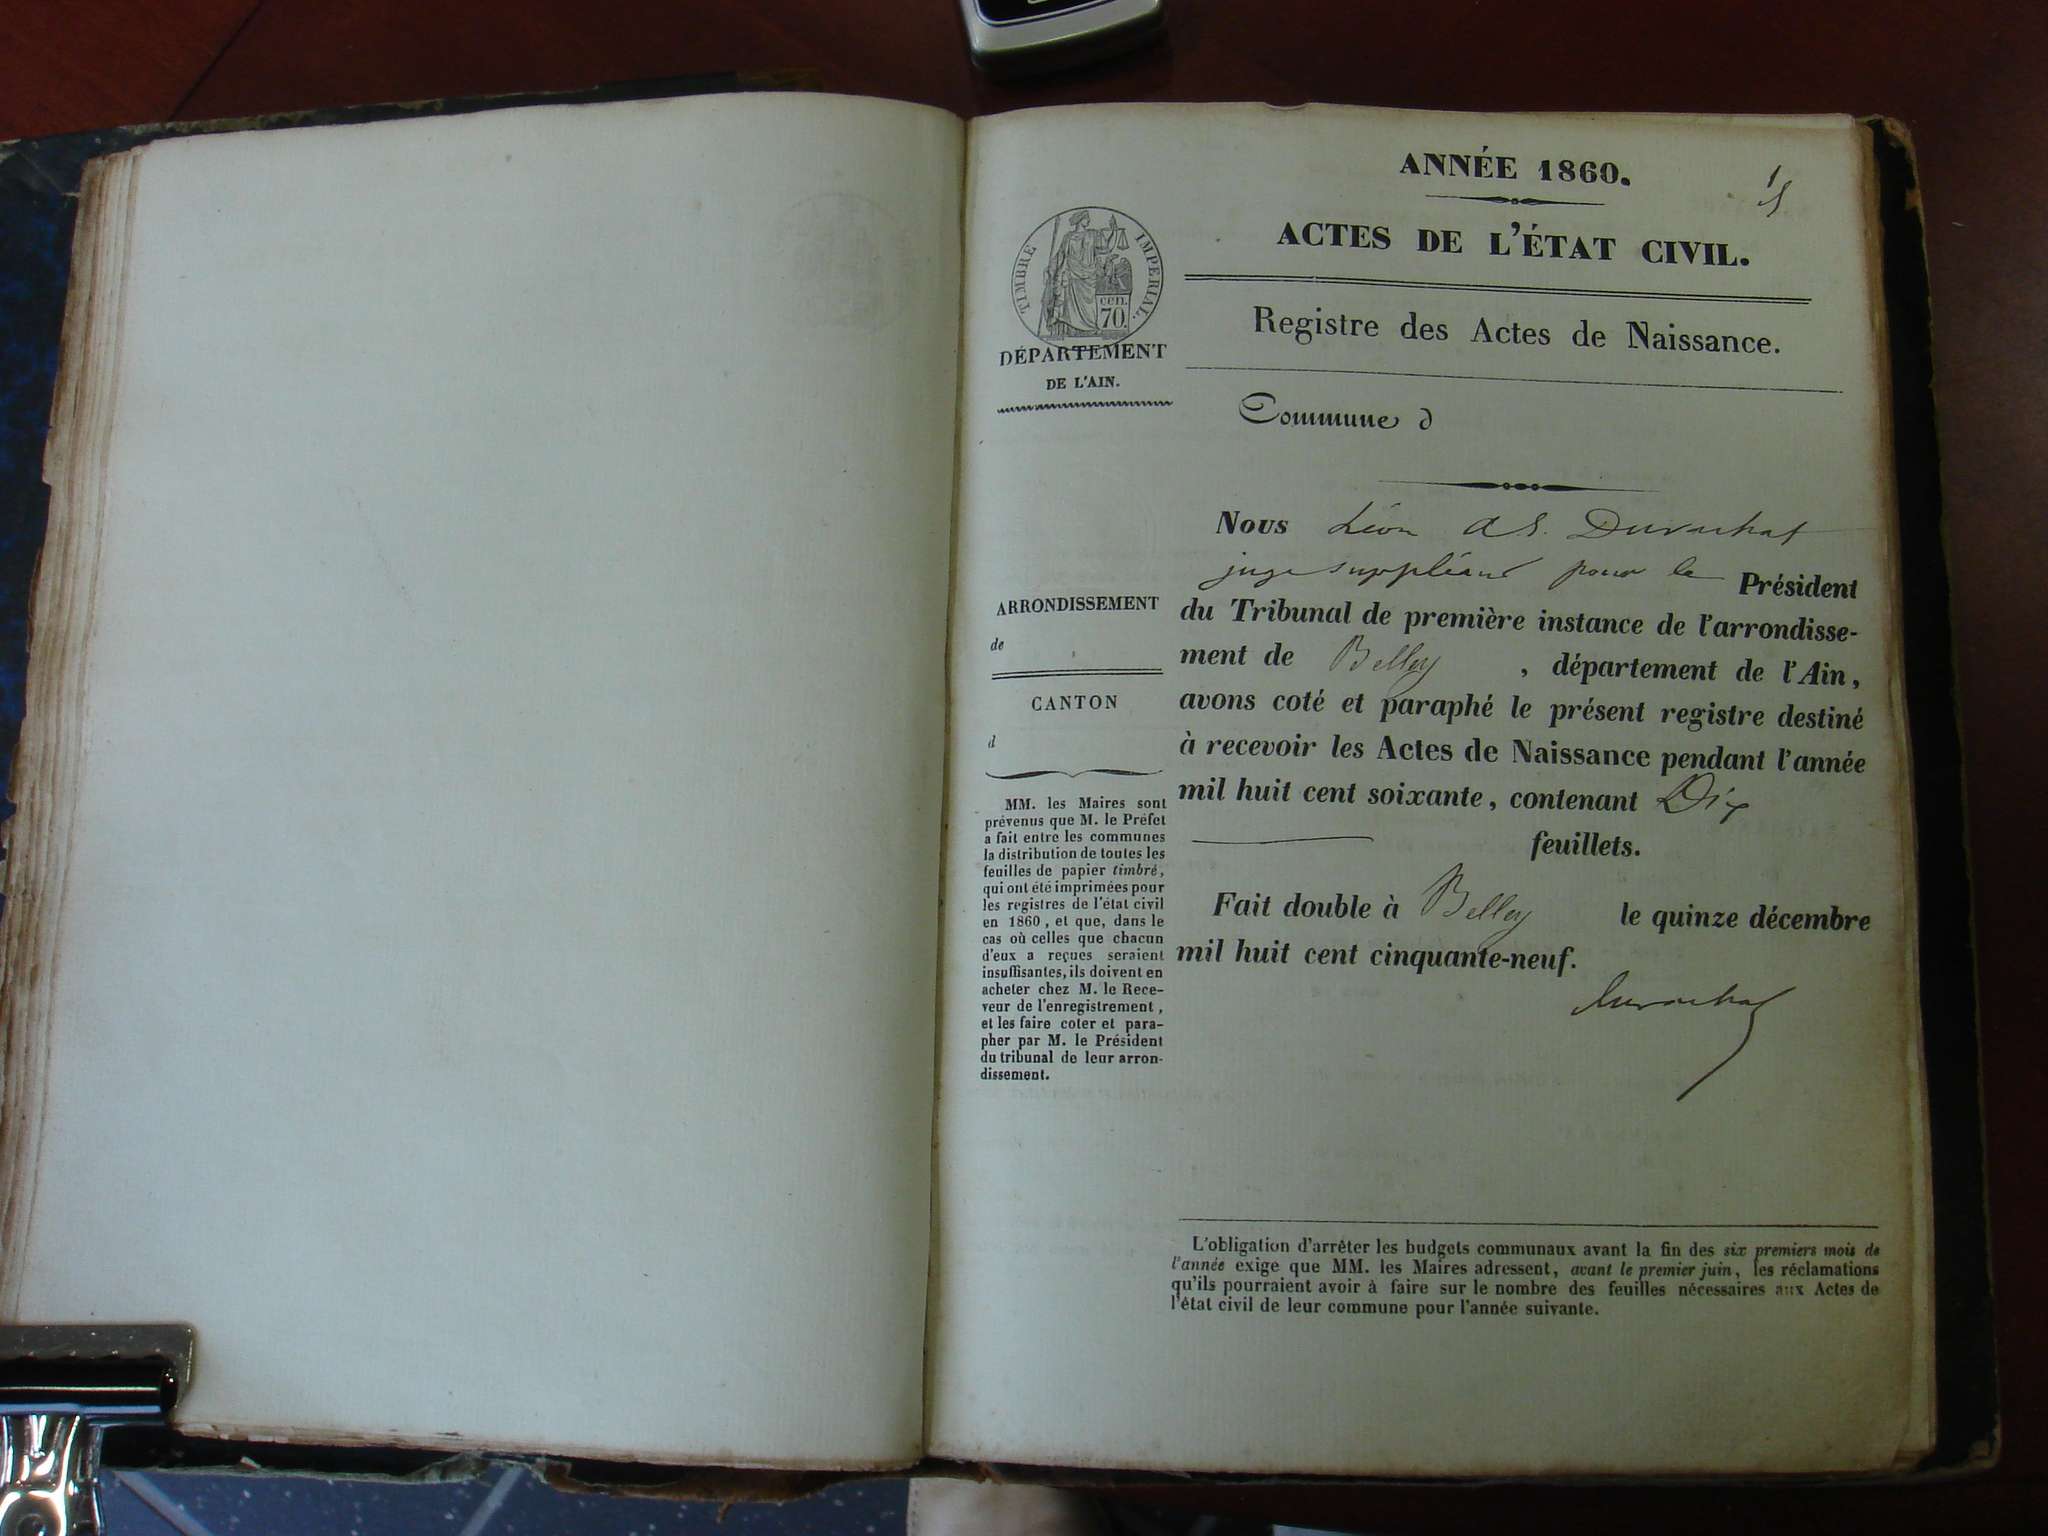 ANNÉE 1860.
1
ACTES DE L'ÉTAT CIVIL.
TIMBRE IMPERIAL.
cen.
70.
Registre des Actes de Naissance.
DÉPARTEMENT
DE L'AIN.
Commune d
Nous Léon Durochat
juge suppléant pour le Président
du Tribunal de première instance de l'arrondisse-
ment de Belley , département de l'Ain,
avons coté et paraphé le présent registre destiné
à recevoir les Actes de Naissance pendant l'année
mil huit cent soixante, contenant Dix
feuillets.
Fait double à Belley le quinze décembre
mil huit cent cinquante-neuf.
Durochat
ARRONDISSEMENT
de
CANTON
d
MM. les Maires sont
prévenus que M. le Préfet
a fait entre les communes
la distribution de toutes les
feuilles de papier timbré,
qui ont été imprimées pour
les registres de l'état civil
en 1860, et que, dans le
cas où celles que chacun
d'eux a reçues seraient
insuffisantes, ils doivent en
acheter chez M. le Rece-
veur de l'enregistrement,
et les faire coter et para-
pher par M. le Président
du tribunal de leur arron-
dissement.
L'obligation d'arrêter les budgets communaux avant la fin des six premiers mois de
l'année exige que MM. les Maires adressent, avant le premier juin, les réclamations
qu'ils pourraient avoir à faire sur le nombre des feuilles nécessaires aux Actes de
l'état civil de leur commune pour l'année suivante.